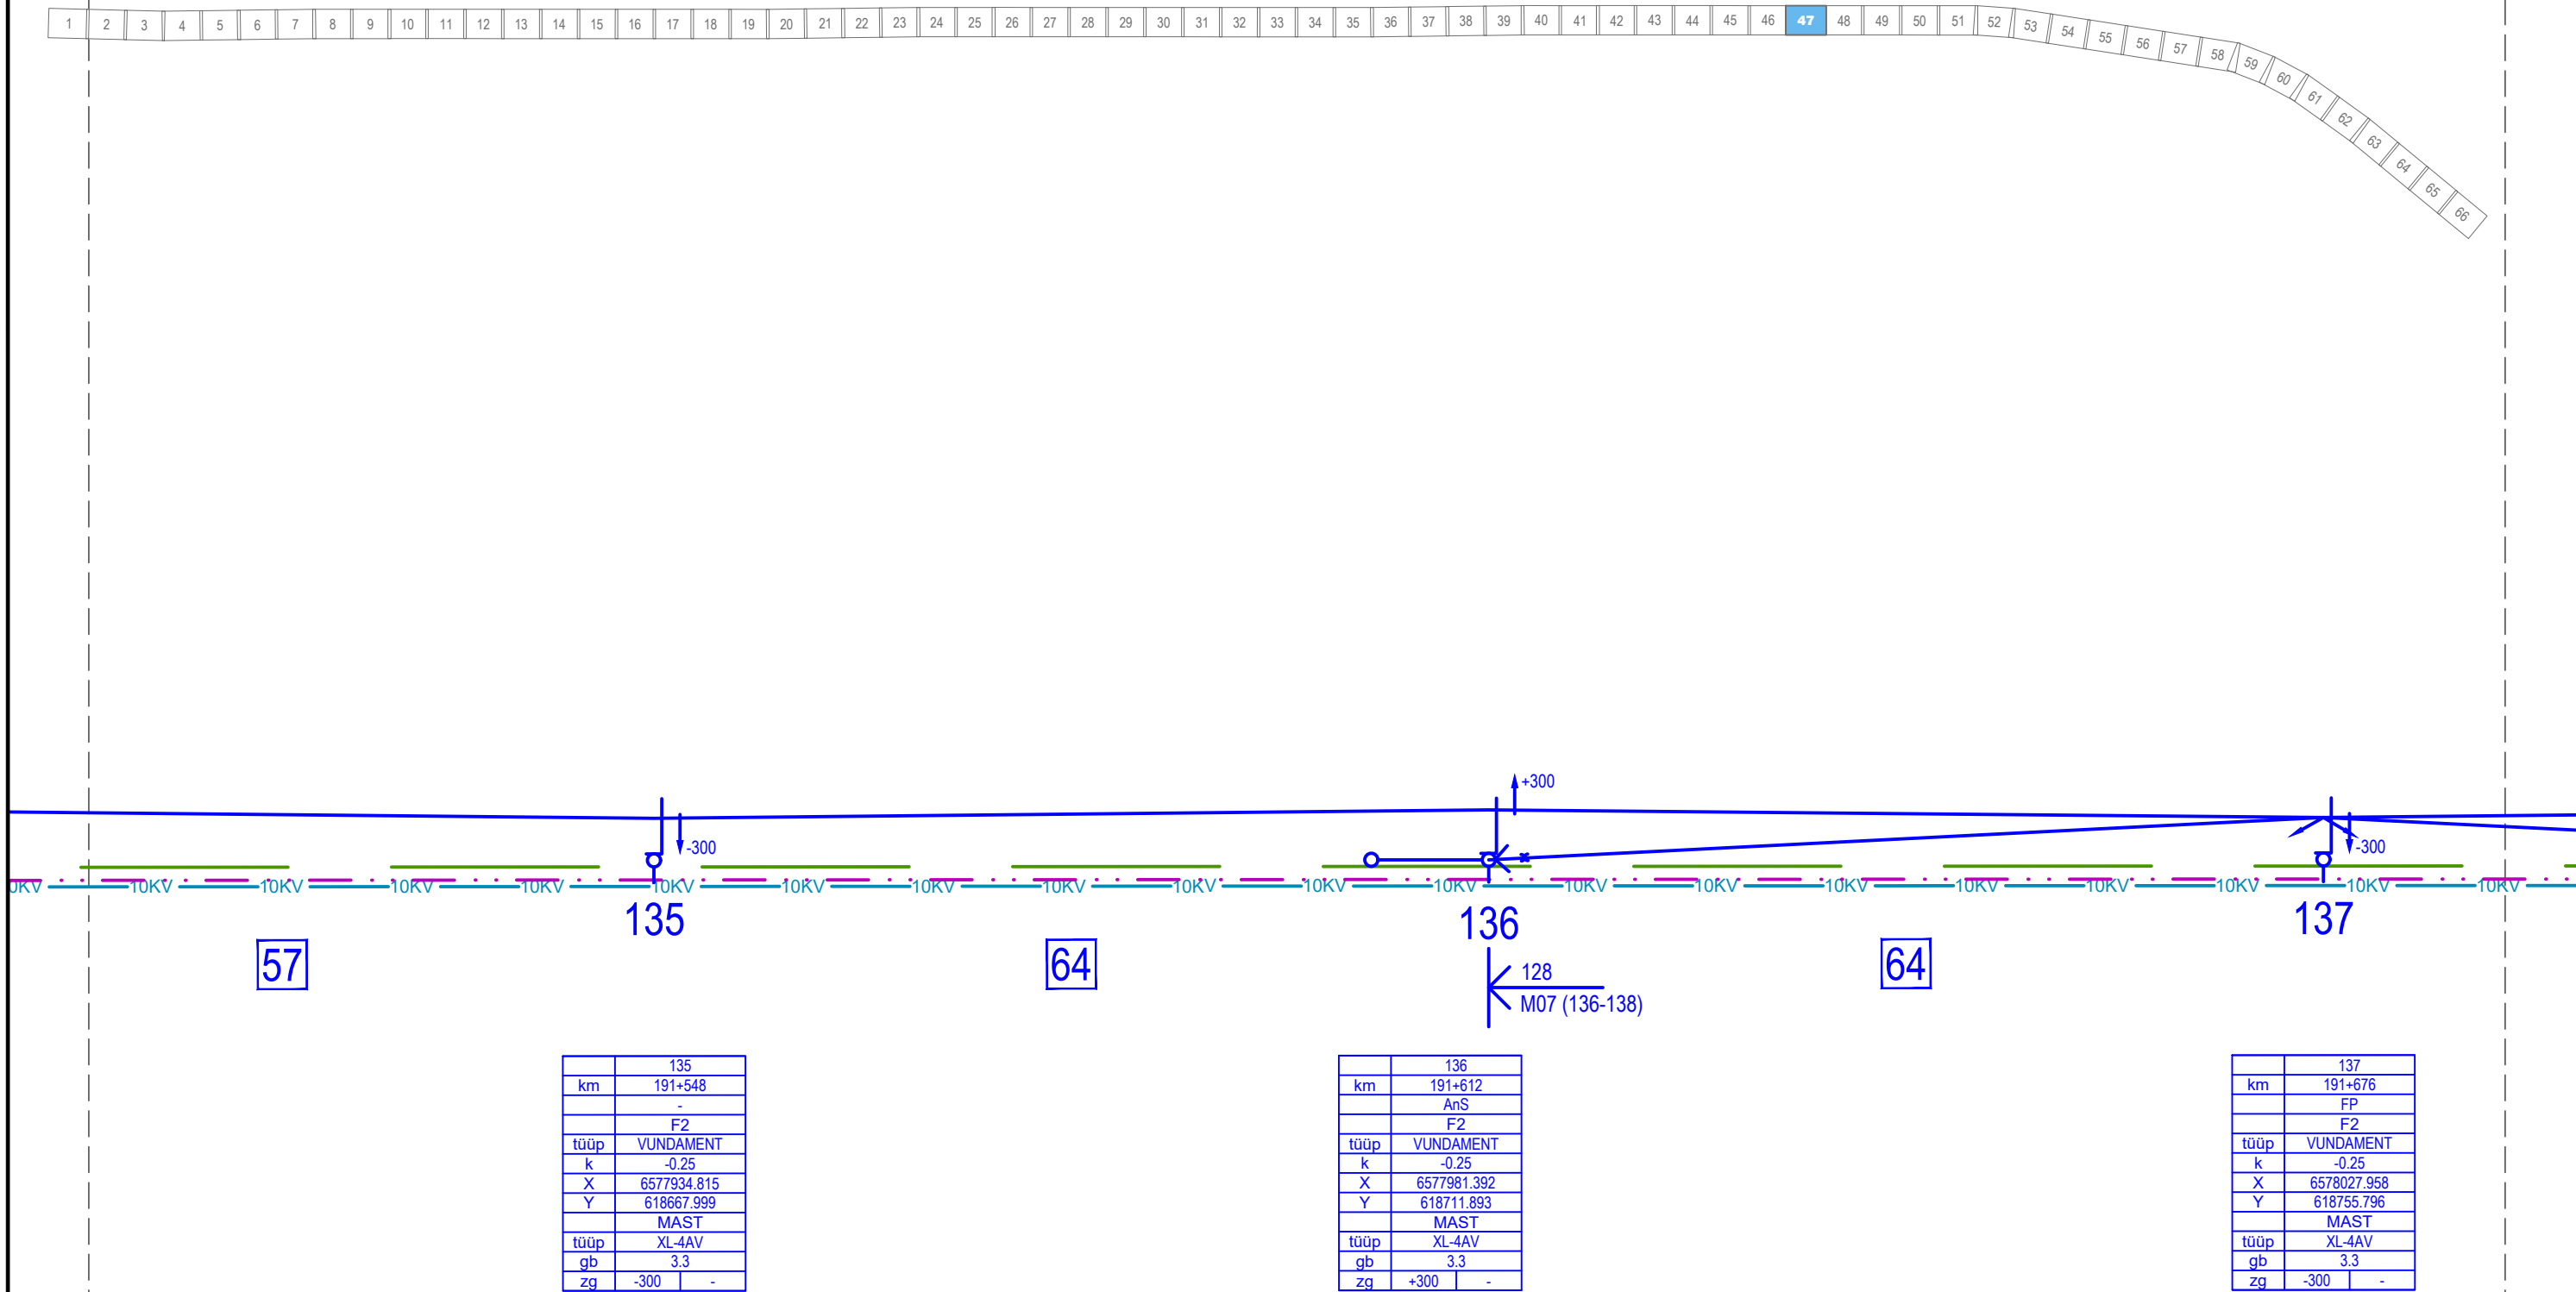 1 2 3 4 5 6 7 8 9 10 11 12 13 14 15 16 17 18 19 20 21 22 23 24 25 26 27 28 29 30 31 32 33 34 35 36 37 38 39 40 41 42 43 44 45 46 47 48 49 50 51 52 53 54 55 56 57 58 59 60 61 62 63 64 65 66
+300
-300
-300
0KV 10KV 10KV 10KV 10KV 10KV 10KV 10KV 10KV 10KV 10KV 10KV 10KV 10KV 10KV 10KV 10KV 10KV 10KV 10KV
135
136
137
57
64
64
128
M07 (136-138)
135
km 191+548
-
F2
tüüp VUNDAMENT
k -0.25
X 6577934.815
Y 618667.999
MAST
tüüp XL-4AV
gb 3.3
zg -300 -
136
km 191+612
AnS
F2
tüüp VUNDAMENT
k -0.25
X 6577981.392
Y 618711.893
MAST
tüüp XL-4AV
gb 3.3
zg +300 -
137
km 191+676
FP
F2
tüüp VUNDAMENT
k -0.25
X 6578027.958
Y 618755.796
MAST
tüüp XL-4AV
gb 3.3
zg -300 -